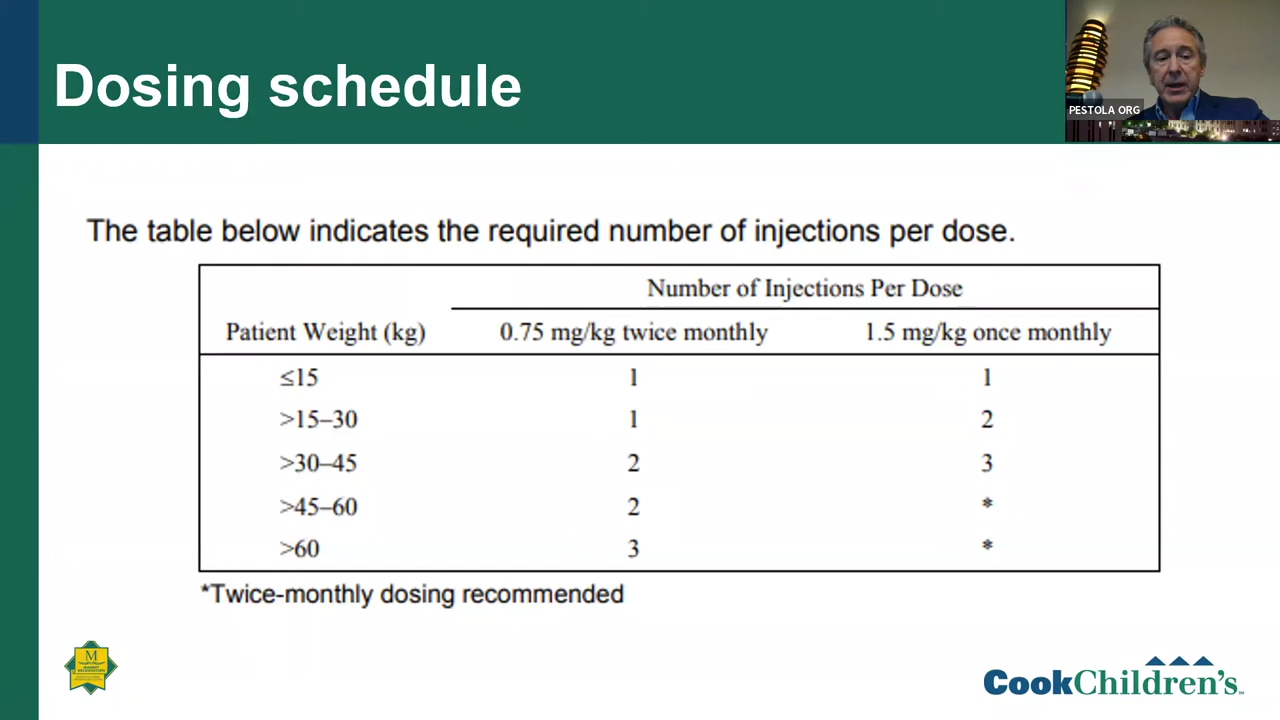 Dosing schedule
PESTOLA ORG
The table below indicates the required number of injections per dose.
Number of Injections Per Dose
Patient Weight (kg) 0.75 mg/kg twice monthly 1.5 mg/kg once monthly
≤15 1 1
>15–30 1 2
>30–45 2 3
>45–60 2 *
>60 3 *
*Twice-monthly dosing recommended
M
CookChildren's